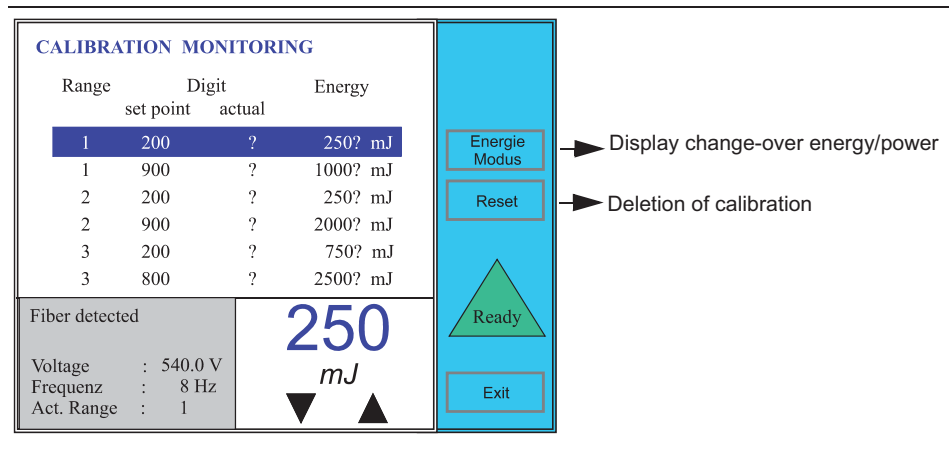 CALIBRATION MONITORING
Range Digit Energy
set point actual
1 200 ? 250? mJ
1 900 ? 1000? mJ
2 200 ? 250? mJ
2 900 ? 2000? mJ
3 200 ? 750? mJ
3 800 ? 2500? mJ
Fiber detected
Voltage : 540.0 V
Frequenz : 8 Hz
Act. Range : 1
250
mJ
Energie
Modus
Display change-over energy/power
Reset
Deletion of calibration
Ready
Exit